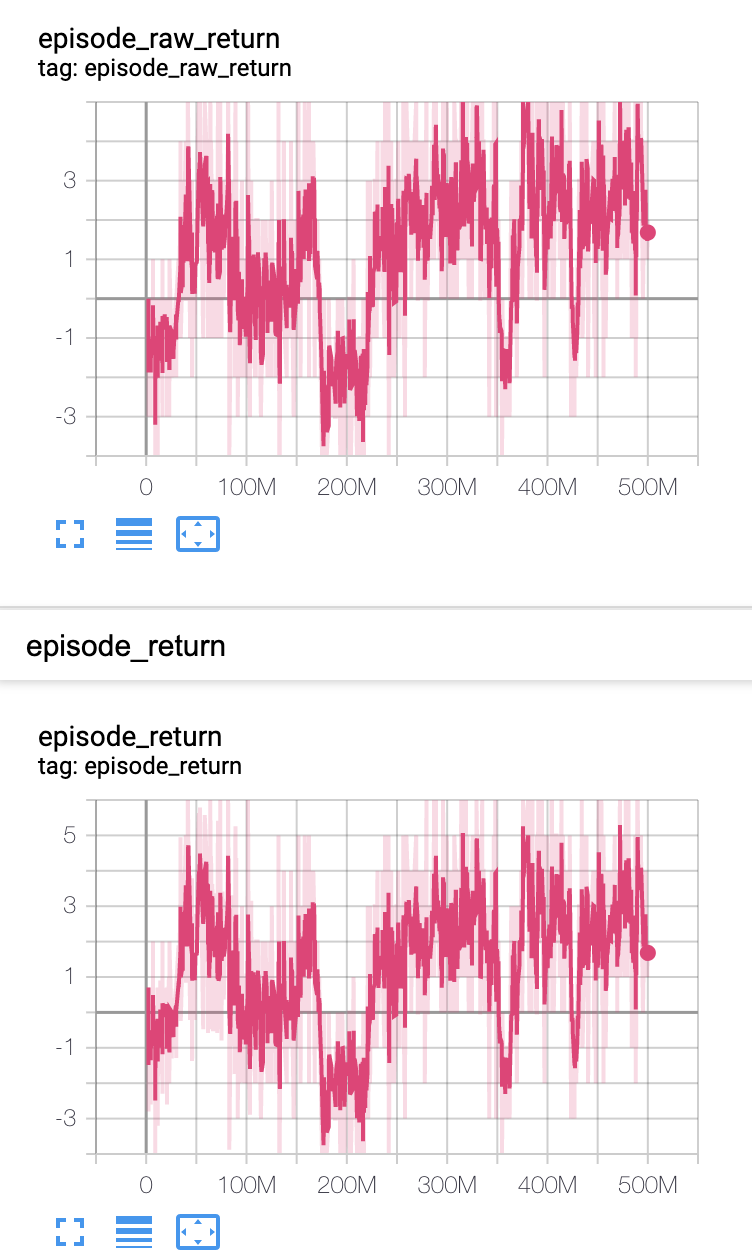 episode_raw_return
tag: episode_raw_return
3
1
-1
-3
0 100M 200M 300M 400M 500M
episode_return
episode_return
tag: episode_return
5
3
1
-1
-3
0 100M 200M 300M 400M 500M